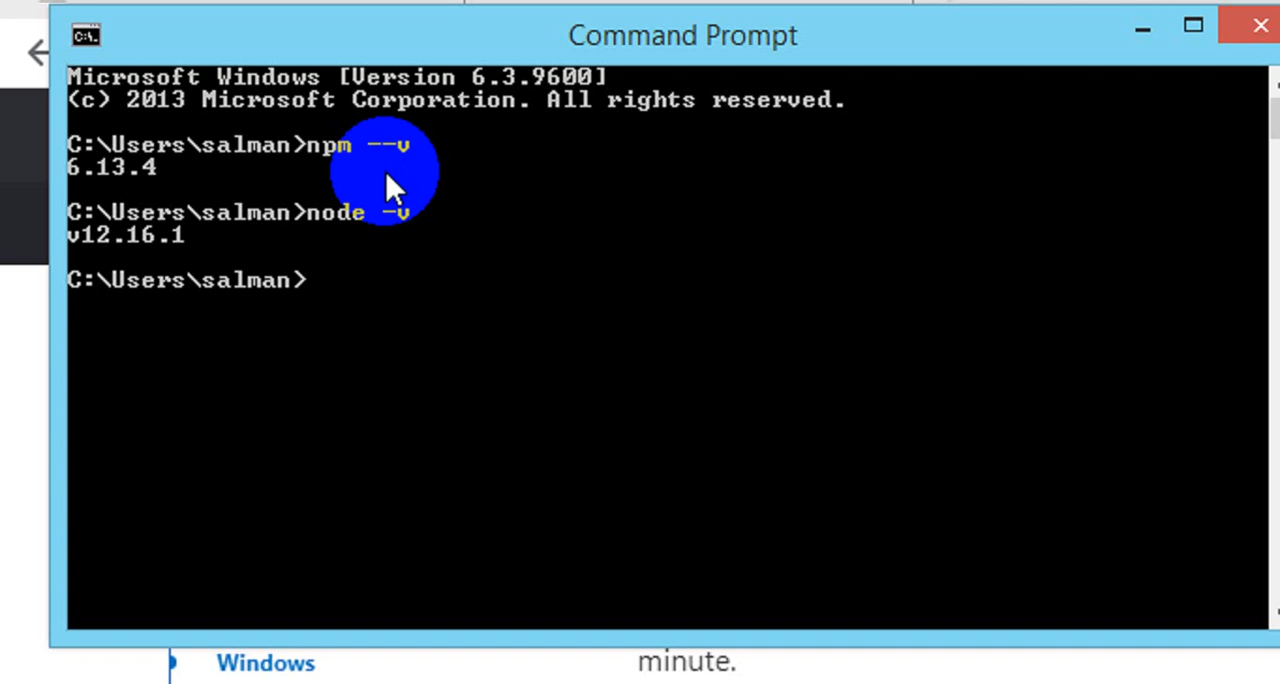 Command Prompt
Microsoft Windows [Version 6.3.9600]
(c) 2013 Microsoft Corporation. All rights reserved.
C:\Users\salman>npm --v
6.13.4
C:\Users\salman>node -v
v12.16.1
C:\Users\salman>
Windows
minute.